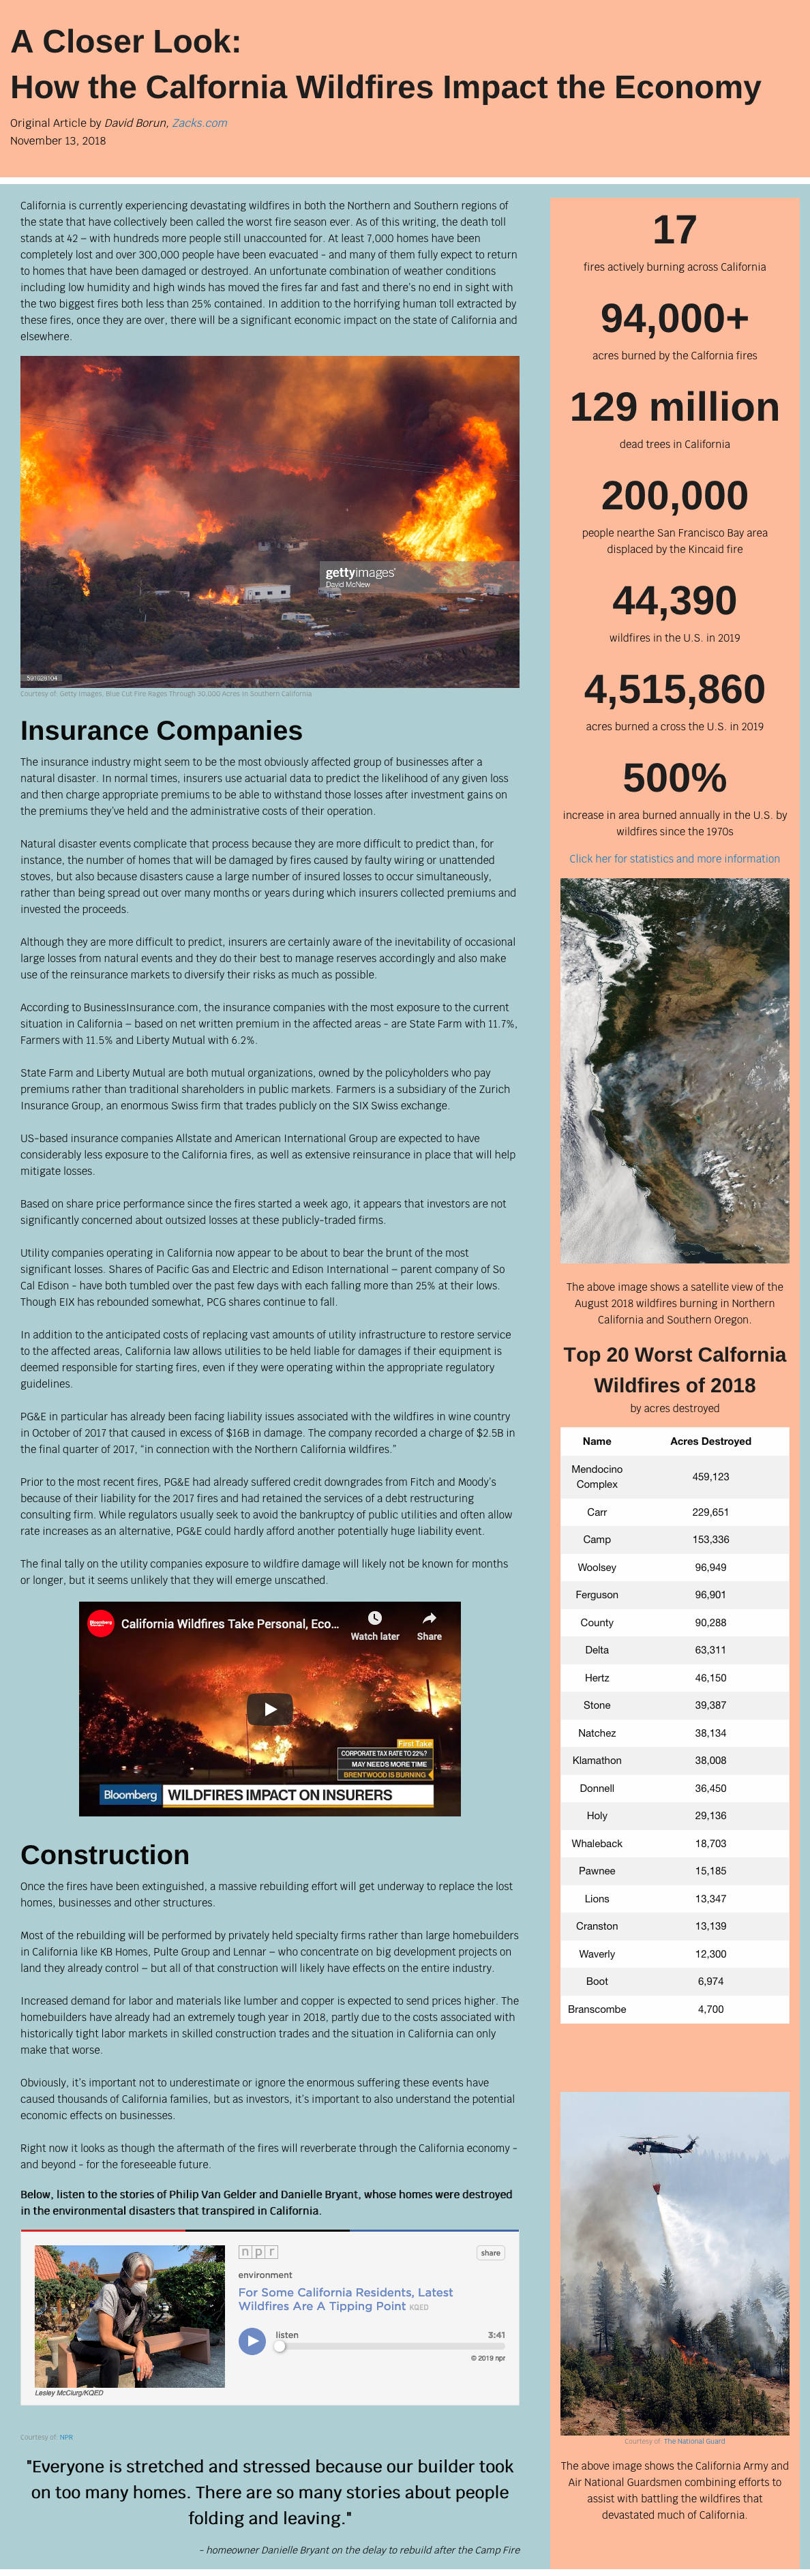 A Closer Look:
How the Calfornia Wildfires Impact the Economy
Original Article by David Borun, Zacks.com
November 13, 2018
California is currently experiencing devastating wildfires in both the Northern and Southern regions of
the state that have collectively been called the worst fire season ever. As of this writing, the death toll
stands at 42 – with hundreds more people still unaccounted for. At least 7,000 homes have been
completely lost and over 300,000 people have been evacuated - and many of them fully expect to return
to homes that have been damaged or destroyed. An unfortunate combination of weather conditions
including low humidity and high winds has moved the fires far and fast and there's no end in sight with
the two biggest fires both less than 25% contained. In addition to the horrifying human toll extracted by
these fires, once they are over, there will be a significant economic impact on the state of California and
elsewhere.
gettyimages
David McNew
591029104
Courtesy of: Getty Images, Blue Cut Fire Rages Through 30,000 Acres In Southern California
Insurance Companies
The insurance industry might seem to be the most obviously affected group of businesses after a
natural disaster. In normal times, insurers use actuarial data to predict the likelihood of any given loss
and then charge appropriate premiums to be able to withstand those losses after investment gains on
the premiums they've held and the administrative costs of their operation.
Natural disaster events complicate that process because they are more difficult to predict than, for
instance, the number of homes that will be damaged by fires caused by faulty wiring or unattended
stoves, but also because disasters cause a large number of insured losses to occur simultaneously,
rather than being spread out over many months or years during which insurers collected premiums and
invested the proceeds.
Although they are more difficult to predict, insurers are certainly aware of the inevitability of occasional
large losses from natural events and they do their best to manage reserves accordingly and also make
use of the reinsurance markets to diversify their risks as much as possible.
According to BusinessInsurance.com, the insurance companies with the most exposure to the current
situation in California – based on net written premium in the affected areas - are State Farm with 11.7%,
Farmers with 11.5% and Liberty Mutual with 6.2%.
State Farm and Liberty Mutual are both mutual organizations, owned by the policyholders who pay
premiums rather than traditional shareholders in public markets. Farmers is a subsidiary of the Zurich
Insurance Group, an enormous Swiss firm that trades publicly on the SIX Swiss exchange.
US-based insurance companies Allstate and American International Group are expected to have
considerably less exposure to the California fires, as well as extensive reinsurance in place that will help
mitigate losses.
Based on share price performance since the fires started a week ago, it appears that investors are not
significantly concerned about outsized losses at these publicly-traded firms.
Utility companies operating in California now appear to be about to bear the brunt of the most
significant losses. Shares of Pacific Gas and Electric and Edison International – parent company of So
Cal Edison - have both tumbled over the past few days with each falling more than 25% at their lows.
Though EIX has rebounded somewhat, PCG shares continue to fall.
In addition to the anticipated costs of replacing vast amounts of utility infrastructure to restore service
to the affected areas, California law allows utilities to be held liable for damages if their equipment is
deemed responsible for starting fires, even if they were operating within the appropriate regulatory
guidelines.
PG&E in particular has already been facing liability issues associated with the wildfires in wine country
in October of 2017 that caused in excess of $16B in damage. The company recorded a charge of $2.5B in
the final quarter of 2017, "in connection with the Northern California wildfires."
Prior to the most recent fires, PG&E had already suffered credit downgrades from Fitch and Moody's
because of their liability for the 2017 fires and had retained the services of a debt restructuring
consulting firm. While regulators usually seek to avoid the bankruptcy of public utilities and often allow
rate increases as an alternative, PG&E could hardly afford another potentially huge liability event.
The final tally on the utility companies exposure to wildfire damage will likely not be known for months
or longer, but it seems unlikely that they will emerge unscathed.
California Wildfires Take Personal, Eco...
Watch later
Share
First Take
CORPORATE TAX RATE TO 22%?
MAY NEEDS MORE TIME
BRENTWOOD IS BURNING
Bloomberg
WILDFIRES IMPACT ON INSURERS
Construction
Once the fires have been extinguished, a massive rebuilding effort will get underway to replace the lost
homes, businesses and other structures.
Most of the rebuilding will be performed by privately held specialty firms rather than large homebuilders
in California like KB Homes, Pulte Group and Lennar – who concentrate on big development projects on
land they already control – but all of that construction will likely have effects on the entire industry.
Increased demand for labor and materials like lumber and copper is expected to send prices higher. The
homebuilders have already had an extremely tough year in 2018, partly due to the costs associated with
historically tight labor markets in skilled construction trades and the situation in California can only
make that worse.
Obviously, it's important not to underestimate or ignore the enormous suffering these events have
caused thousands of California families, but as investors, it's important to also understand the potential
economic effects on businesses.
Right now it looks as though the aftermath of the fires will reverberate through the California economy -
and beyond - for the foreseeable future.
Below, listen to the stories of Philip Van Gelder and Danielle Bryant, whose homes were destroyed
in the environmental disasters that transpired in California.
npr
share
environment
For Some California Residents, Latest
Wildfires Are A Tipping Point KQED
listen
3:41
© 2019 npr
Lesley McClurg/KQED
Courtesy of: NPR
"Everyone is stretched and stressed because our builder took
on too many homes. There are so many stories about people
folding and leaving."
- homeowner Danielle Bryant on the delay to rebuild after the Camp Fire
17
fires actively burning across California
94,000+
acres burned by the Calfornia fires
129 million
dead trees in California
200,000
people nearthe San Francisco Bay area
displaced by the Kincaid fire
44,390
wildfires in the U.S. in 2019
4,515,860
acres burned a cross the U.S. in 2019
500%
increase in area burned annually in the U.S. by
wildfires since the 1970s
Click her for statistics and more information
The above image shows a satellite view of the
August 2018 wildfires burning in Northern
California and Southern Oregon.
Top 20 Worst Calfornia
Wildfires of 2018
by acres destroyed
Name Acres Destroyed
Mendocino
Complex 459,123
Carr 229,651
Camp 153,336
Woolsey 96,949
Ferguson 96,901
County 90,288
Delta 63,311
Hertz 46,150
Stone 39,387
Natchez 38,134
Klamathon 38,008
Donnell 36,450
Holy 29,136
Whaleback 18,703
Pawnee 15,185
Lions 13,347
Cranston 13,139
Waverly 12,300
Boot 6,974
Branscombe 4,700
Courtesy of: The National Guard
The above image shows the California Army and
Air National Guardsmen combining efforts to
assist with battling the wildfires that
devastated much of California.